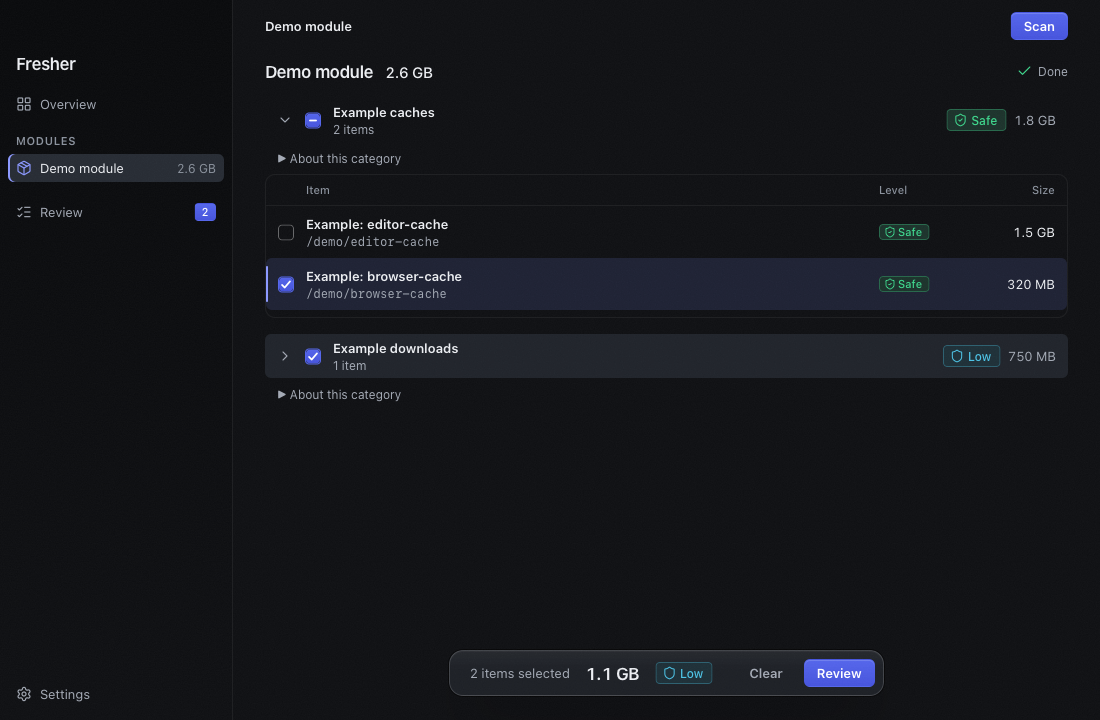 Fresher
Overview
MODULES
Demo module 2.6 GB
Review 2
Settings
Demo module Scan
Demo module 2.6 GB Done
Example caches
2 items
Safe 1.8 GB
About this category
Item Level Size
Example: editor-cache
/demo/editor-cache
Safe 1.5 GB
Example: browser-cache
/demo/browser-cache
Safe 320 MB
Example downloads
1 item
Low 750 MB
About this category
2 items selected 1.1 GB Low Clear Review